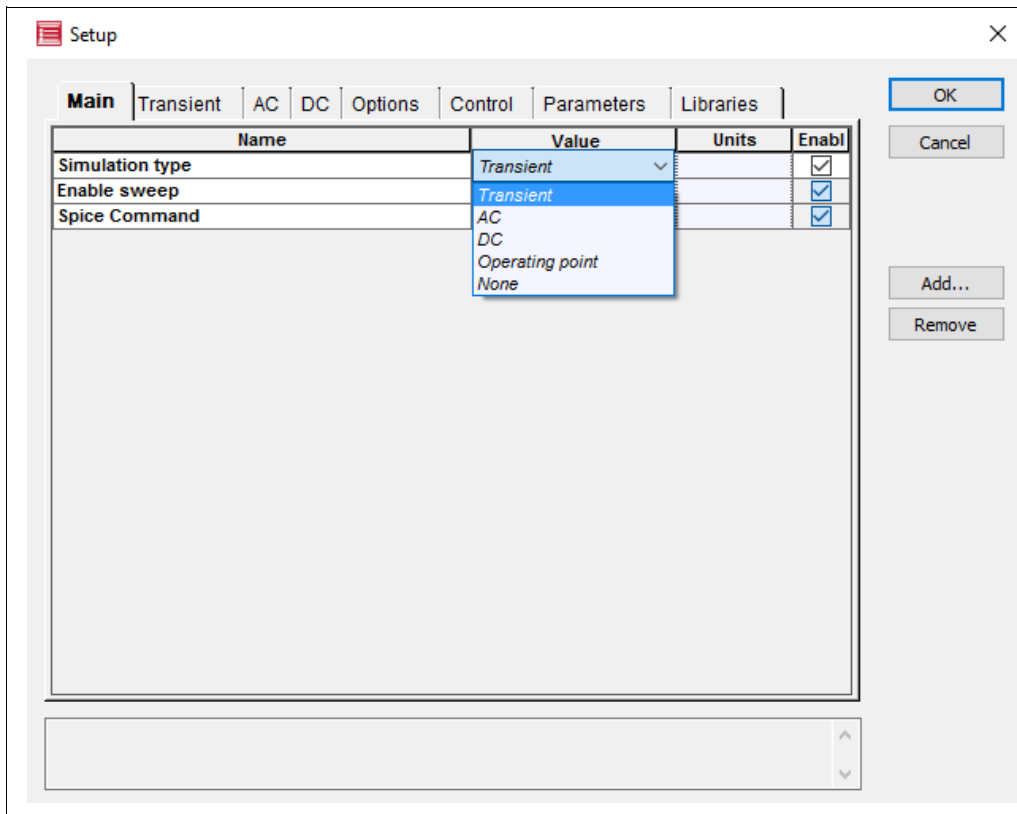 Setup
Main Transient AC DC Options Control Parameters Libraries
OK
Cancel
Name Value Units Enabl
Simulation type Transient
Enable sweep Transient
Spice Command AC
DC
Operating point
None
Add...
Remove